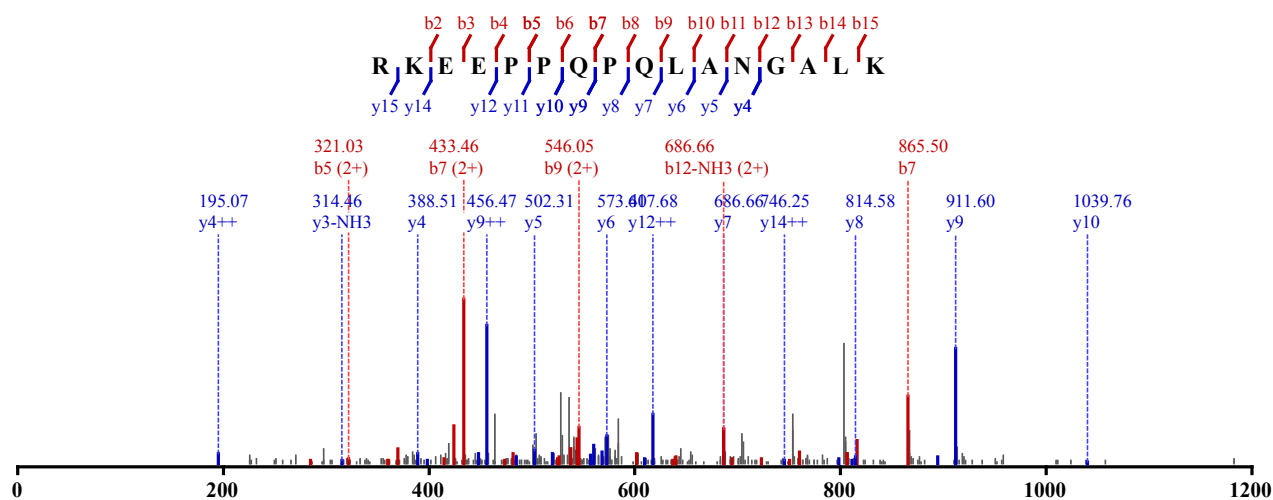 b2 b3 b4 b5 b6 b7 b8 b9 b10 b11 b12 b13 b14 b15
R K E E P P Q P Q L A N G A L K
y15 y14 y12 y11 y10 y9 y8 y7 y6 y5 y4
321.03 433.46 546.05 686.66 865.50
b5 (2+) b7 (2+) b9 (2+) b12-NH3 (2+) b7
195.07 314.46 388.51 456.47 502.31 573.40 617.68 686.66 746.25 814.58 911.60 1039.76
y4++ y3-NH3 y4 y9++ y5 y6 y12++ y7 y14++ y8 y9 y10
0 200 400 600 800 1000 1200